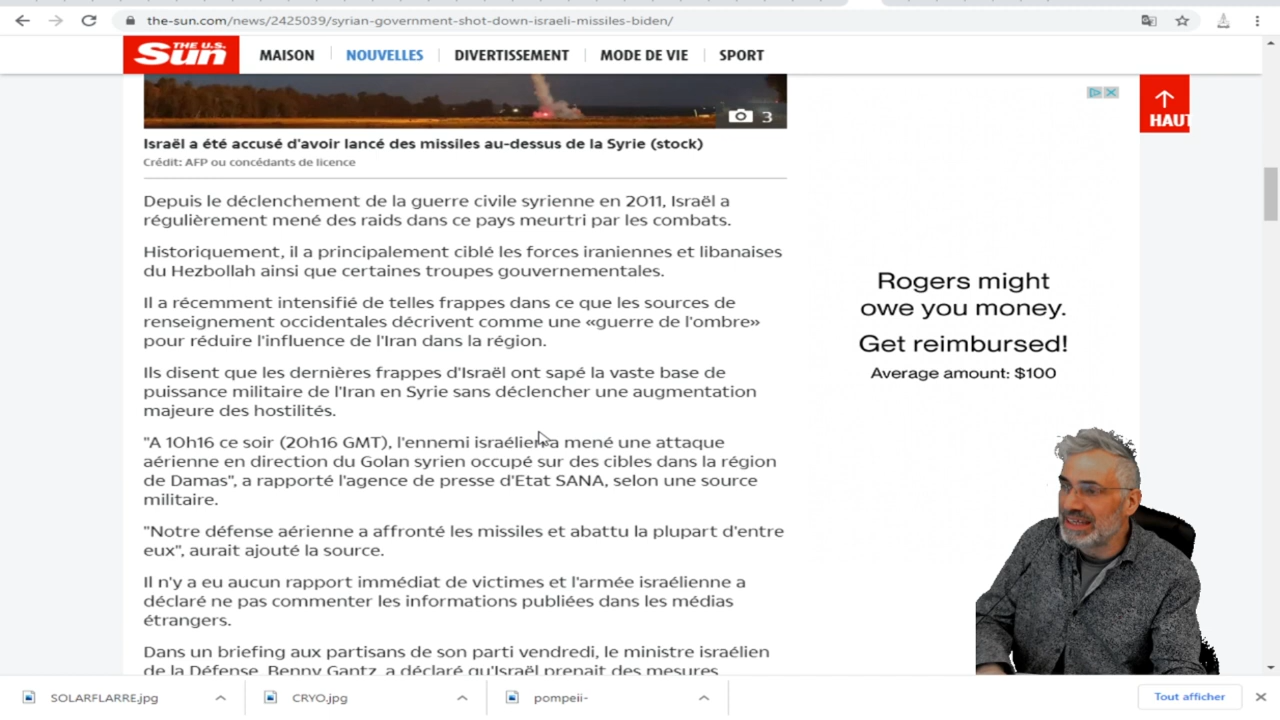 the-sun.com/news/2425039/syrian-government-shot-down-israeli-missiles-biden/
THE U.S. Sun
MAISON NOUVELLES DIVERTISSEMENT MODE DE VIE SPORT
3
HAUT
Israël a été accusé d'avoir lancé des missiles au-dessus de la Syrie (stock)
Crédit: AFP ou concédants de licence
Depuis le déclenchement de la guerre civile syrienne en 2011, Israël a
régulièrement mené des raids dans ce pays meurtri par les combats.
Historiquement, il a principalement ciblé les forces iraniennes et libanaises
du Hezbollah ainsi que certaines troupes gouvernementales.
Il a récemment intensifié de telles frappes dans ce que les sources de
renseignement occidentales décrivent comme une «guerre de l'ombre»
pour réduire l'influence de l'Iran dans la région.
Ils disent que les dernières frappes d'Israël ont sapé la vaste base de
puissance militaire de l'Iran en Syrie sans déclencher une augmentation
majeure des hostilités.
"A 10h16 ce soir (20h16 GMT), l'ennemi israélien a mené une attaque
aérienne en direction du Golan syrien occupé sur des cibles dans la région
de Damas", a rapporté l'agence de presse d'Etat SANA, selon une source
militaire.
"Notre défense aérienne a affronté les missiles et abattu la plupart d'entre
eux", aurait ajouté la source.
Il n'y a eu aucun rapport immédiat de victimes et l'armée israélienne a
déclaré ne pas commenter les informations publiées dans les médias
étrangers.
Dans un briefing aux partisans de son parti vendredi, le ministre israélien
de la Défense, Benny Gantz, a déclaré qu'Israël prenait des mesures
Rogers might
owe you money.
Get reimbursed!
Average amount: $100
SOLARFLARRE.jpg
CRYO.jpg
pompeii-
Tout afficher